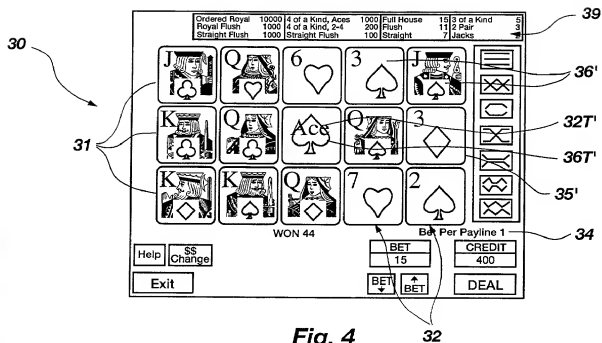 39
Ordered Royal 10000 4 of a Kind, Aces 1000 Full House 15 3 of a Kind 5
Royal Flush 1000 4 of a Kind, 2-4 200 Flush 11 2 Pair 3
Straight Flush 1000 Straight Flush 100 Straight 7 Jacks
30
J Q 6 3 J
36'
31
K Q Ace Q 3
32T'
36T'
35'
K K Q 7 2
WON 44
Bet Per Payline 1
34
Help
$$
Change
BET
15
CREDIT
400
Exit
BET
BET
DEAL
Fig. 4
32